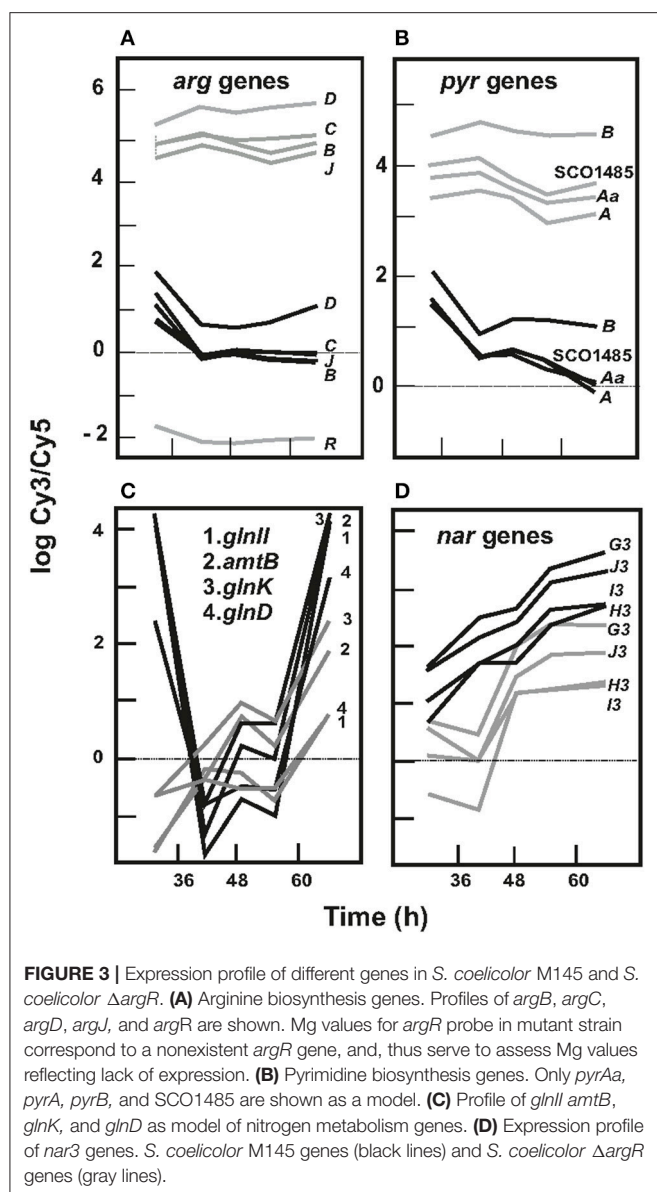 A
arg genes
6
4
2
0
- 2
D
C
B
J
D
C
J
B
R
B
pyr genes
4
2
0
B
SCO1485
Aa
A
B
SCO1485
Aa
A
log Cy3/Cy5
C
1.glnII
2.amtB
3.glnK
4.glnD
4
2
0
3 2
1
4
3
2
4
1
36 48 60
D
nar genes
G3
J3
I3
H3
G3
J3
H3
I3
36 48 60
Time (h)
FIGURE 3 | Expression profile of different genes in S. coelicolor M145 and S.
coelicolor ΔargR. (A) Arginine biosynthesis genes. Profiles of argB, argC,
argD, argJ, and argR are shown. Mg values for argR probe in mutant strain
correspond to a nonexistent argR gene, and, thus serve to assess Mg values
reflecting lack of expression. (B) Pyrimidine biosynthesis genes. Only pyrAa,
pyrA, pyrB, and SCO1485 are shown as a model. (C) Profile of glnII amtB,
glnK, and glnD as model of nitrogen metabolism genes. (D) Expression profile
of nar3 genes. S. coelicolor M145 genes (black lines) and S. coelicolor ΔargR
genes (gray lines).